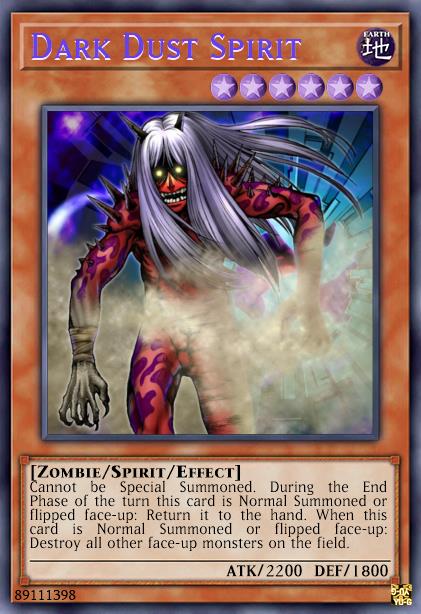 Dark Dust Spirit
EARTH
地
[Zombie/Spirit/Effect]
Cannot be Special Summoned. During the End
Phase of the turn this card is Normal Summoned or
flipped face-up: Return it to the hand. When this
card is Normal Summoned or flipped face-up:
Destroy all other face-up monsters on the field.
ATK/2200 DEF/1800
89111398